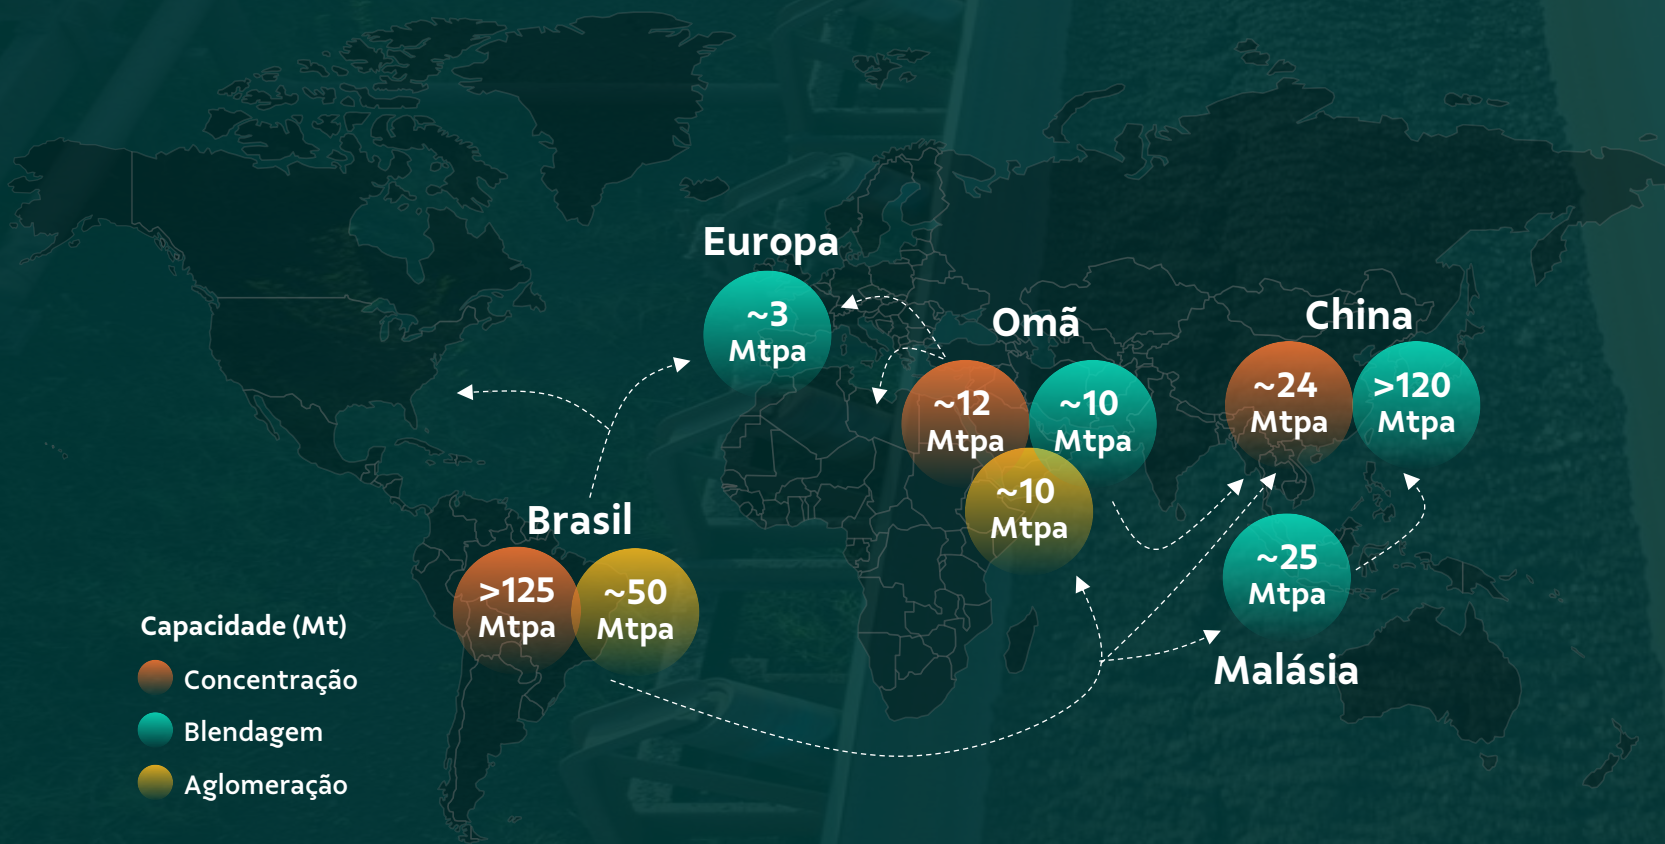 Europa
~3
Mtpa
Omã
~12
Mtpa
~10
Mtpa
~10
Mtpa
China
~24
Mtpa
>120
Mtpa
Brasil
>125
Mtpa
~50
Mtpa
~25
Mtpa
Malásia
Capacidade (Mt)
Concentração
Blendagem
Aglomeração